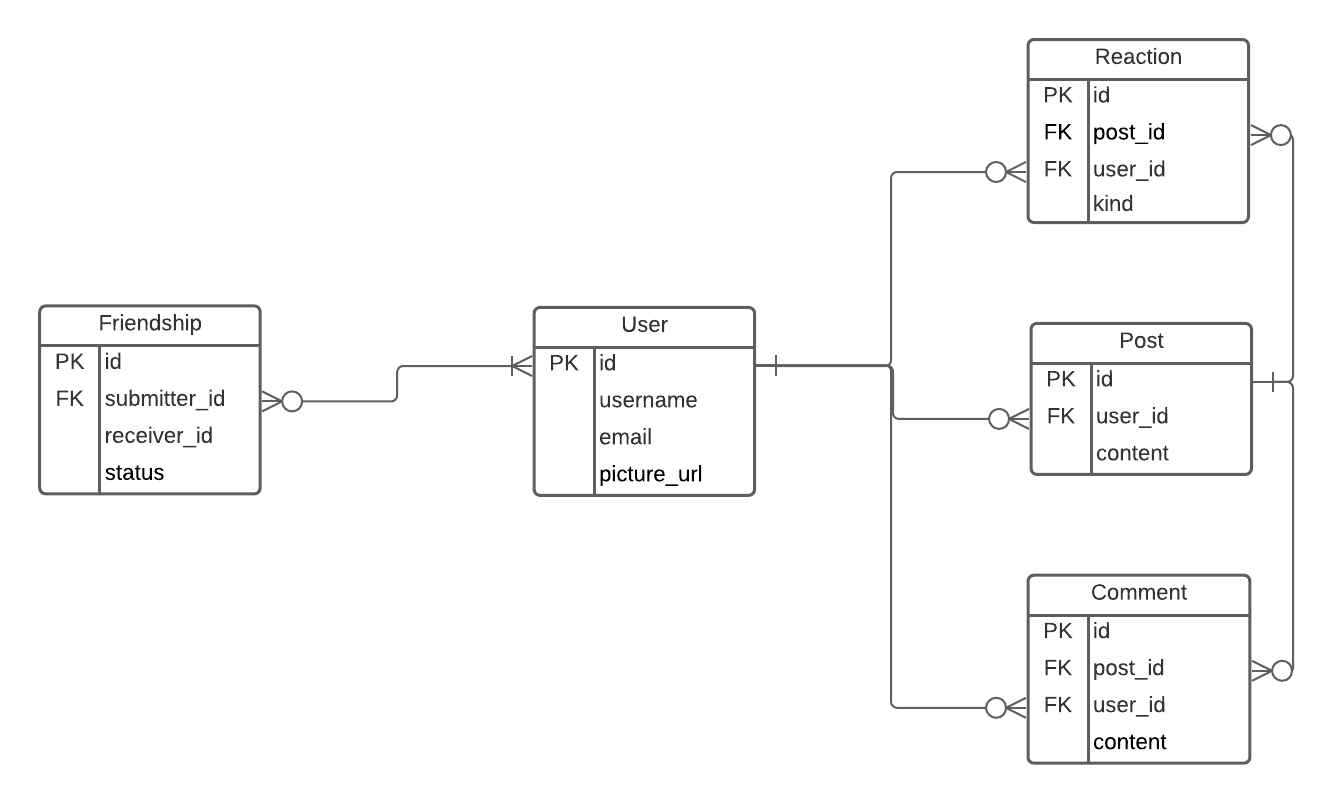 Reaction
PK id
FK post_id
FK user_id
kind
Friendship
PK id
FK submitter_id
receiver_id
status
User
PK id
username
email
picture_url
Post
PK id
FK user_id
content
Comment
PK id
FK post_id
FK user_id
content